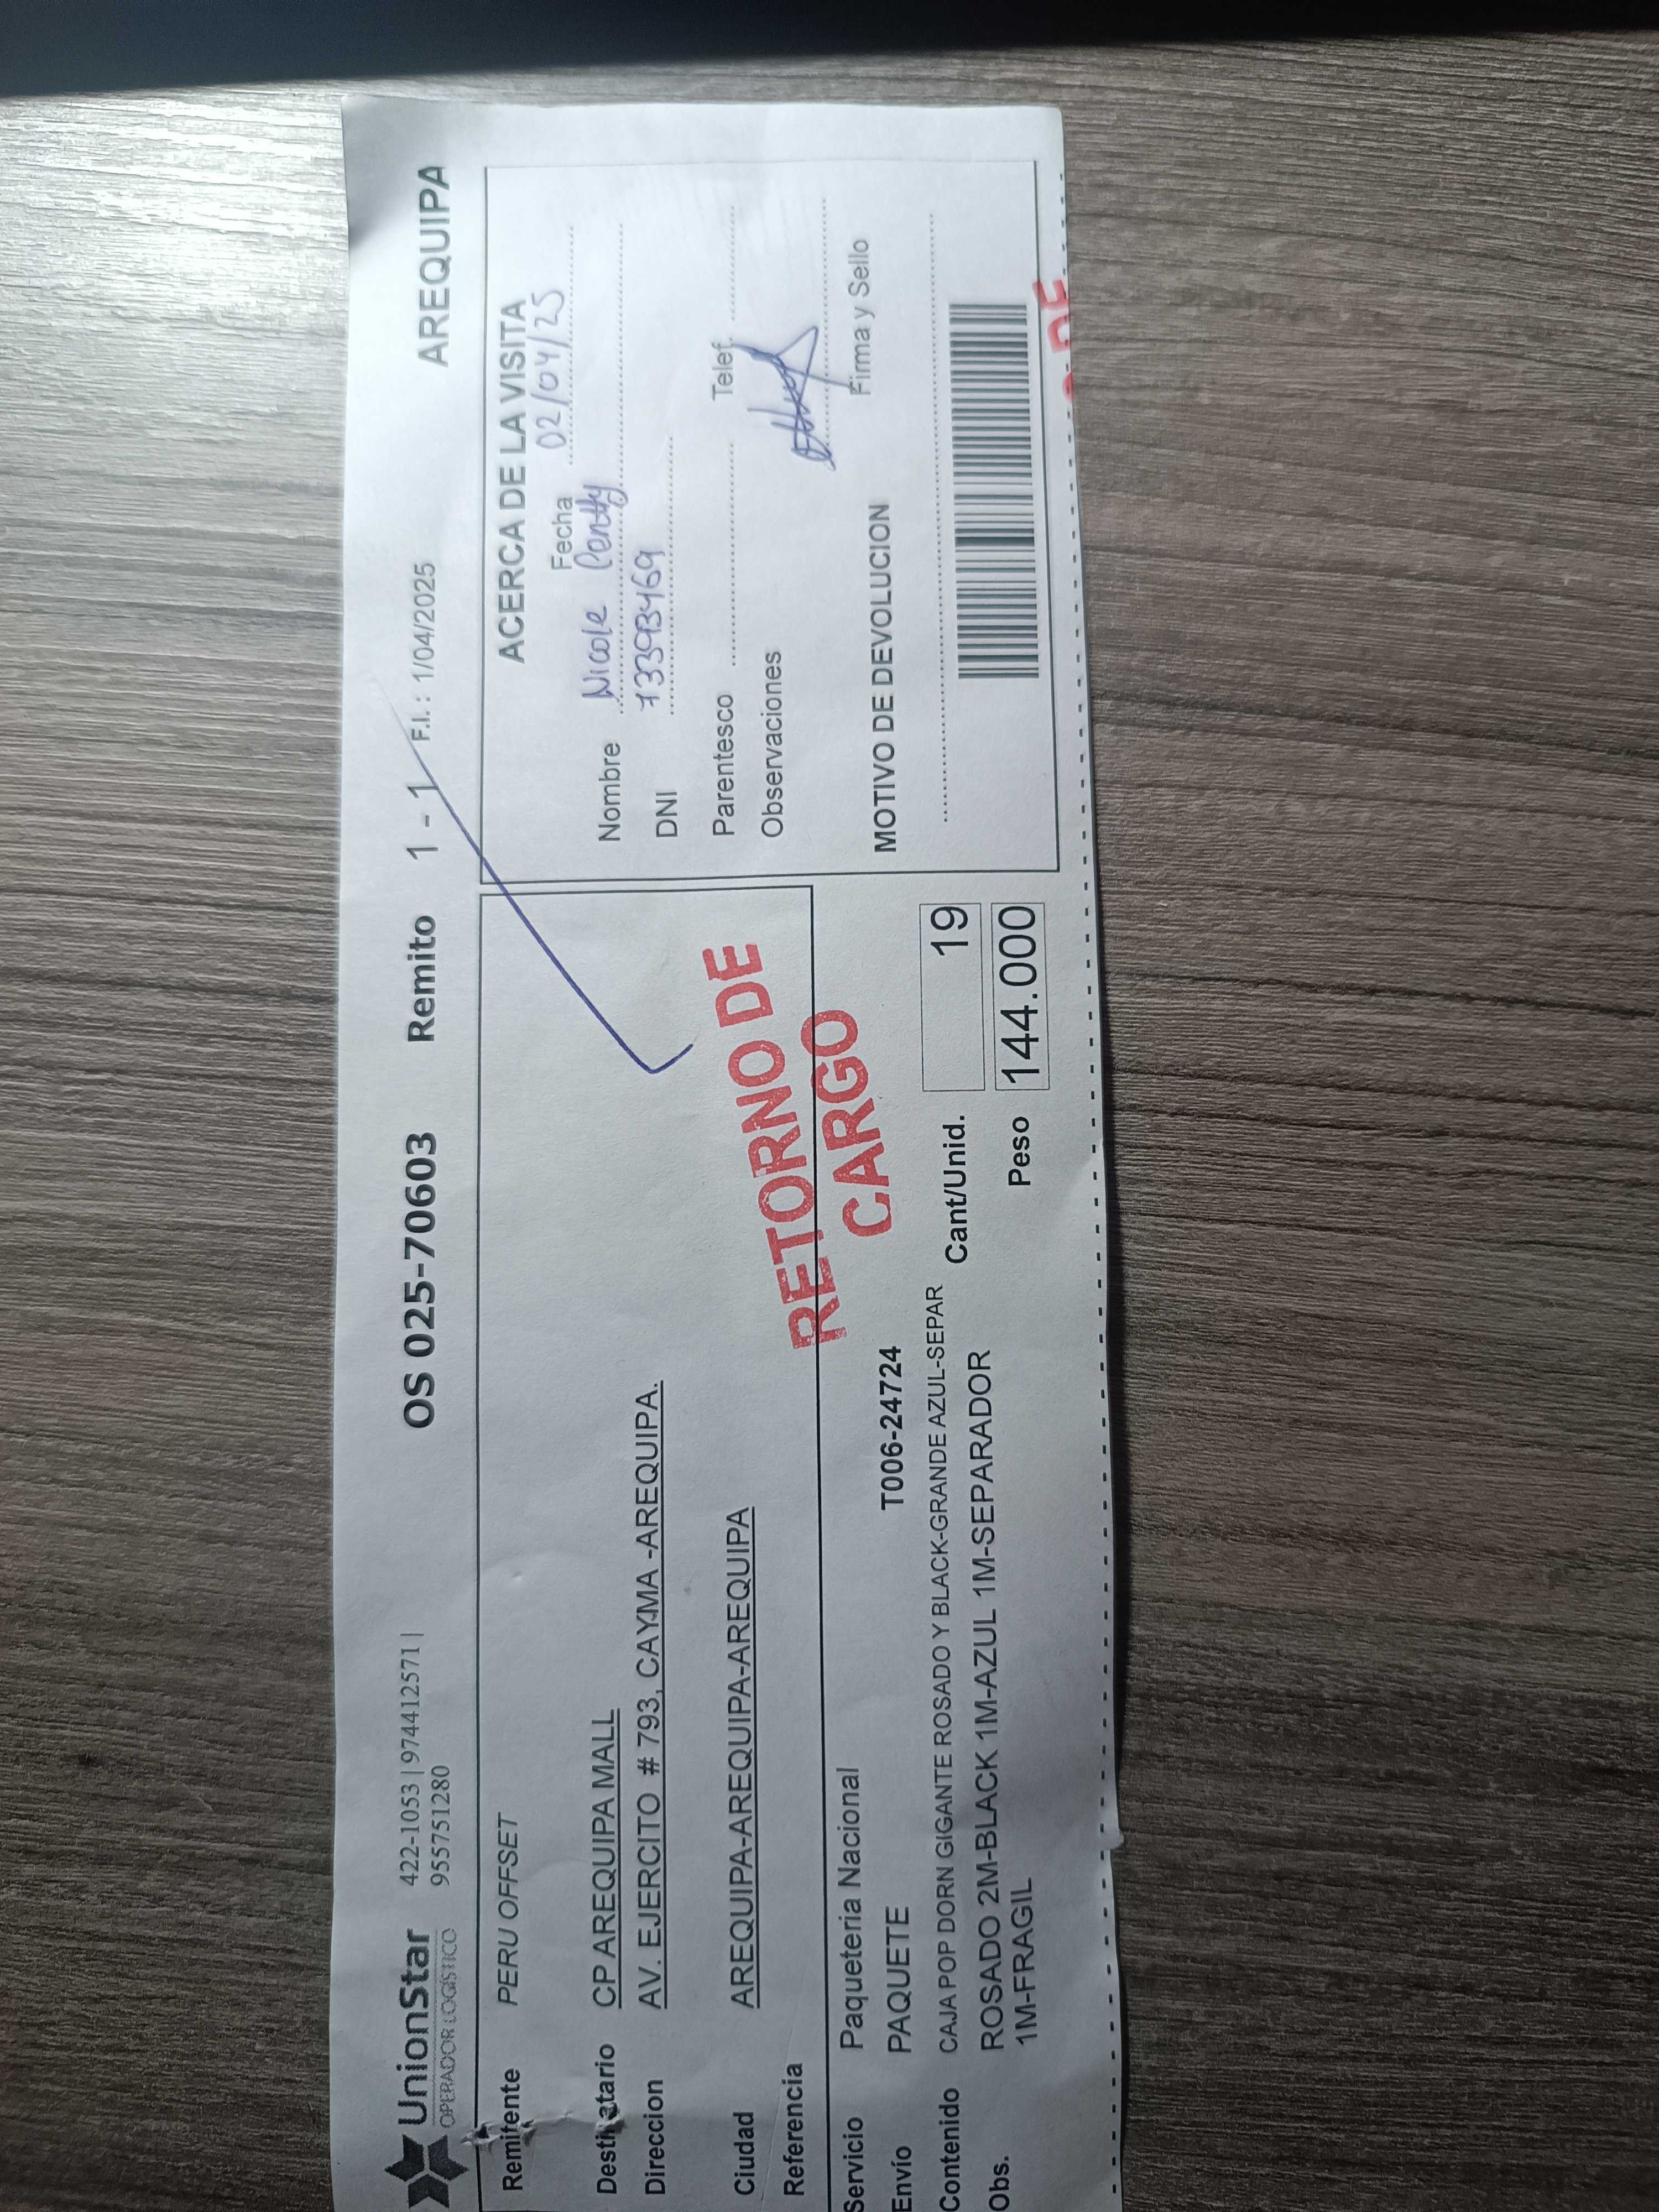 UnionStar
OPERADOR LOGÍSTICO
422-1053 | 974412571 |
955751280
OS 025-70603 Remito 1 - 1 F.I. : 1/04/2025 AREQUIPA
Remitente PERU OFFSET
Destinatario CP AREQUIPA MALL
Direccion AV. EJERCITO # 793, CAYMA -AREQUIPA.
Ciudad AREQUIPA-AREQUIPA-AREQUIPA
Referencia
RETORNO DE
CARGO
ACERCA DE LA VISITA
Fecha 02/04/25
Nombre Nicole
DNI 73393469
Parentesco Telef.
Observaciones
Firma y Sello
MOTIVO DE DEVOLUCION
Servicio Paqueteria Nacional
Envío PAQUETE T006-24724
Contenido CAJA POP DORN GIGANTE ROSADO Y BLACK-GRANDE AZUL-SEPAR
Cant/Unid. 19
Obs. ROSADO 2M-BLACK 1M-AZUL 1M-SEPARADOR
1M-FRAGIL
Peso 144.000
DE